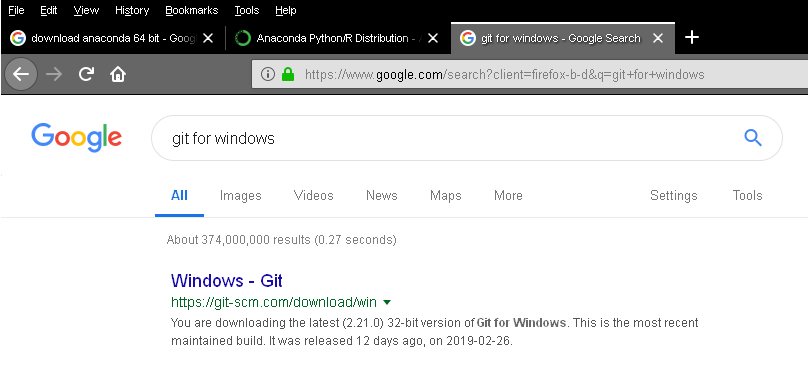 File Edit View History Bookmarks Tools Help
download anaconda 64 bit - Goog
Anaconda Python/R Distribution - A
git for windows - Google Search
https://www.google.com/search?client=firefox-b-d&q=git+for+windows
Google
git for windows
All Images Videos News Maps More Settings Tools
About 374,000,000 results (0.27 seconds)
Windows - Git
https://git-scm.com/download/win
You are downloading the latest (2.21.0) 32-bit version of Git for Windows. This is the most recent
maintained build. It was released 12 days ago, on 2019-02-26.